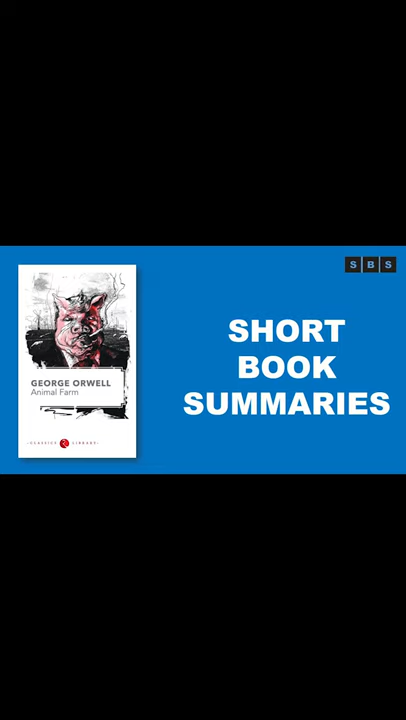 S B S
SHORT
BOOK
SUMMARIES
GEORGE ORWELL
Animal Farm
CLASSICS LIBRARY